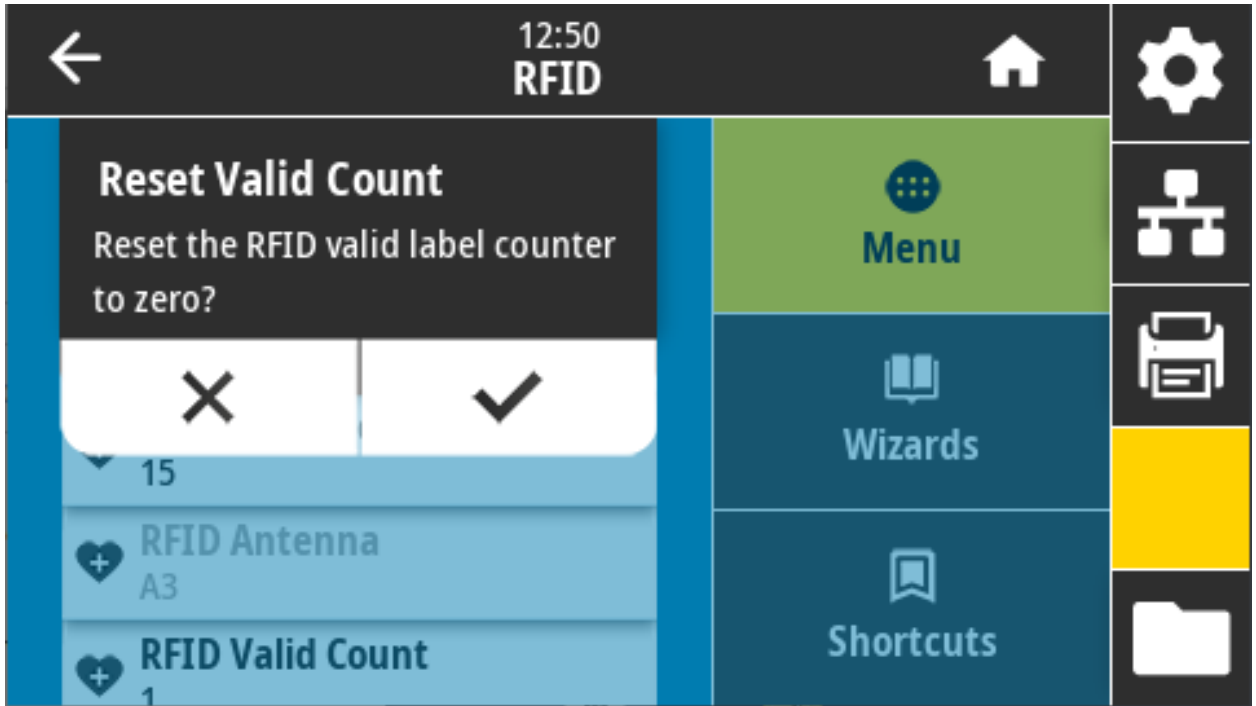 12:50
RFID
Reset Valid Count
Reset the RFID valid label counter
to zero?
15
RFID Antenna
A3
RFID Valid Count
1
Menu
Wizards
Shortcuts